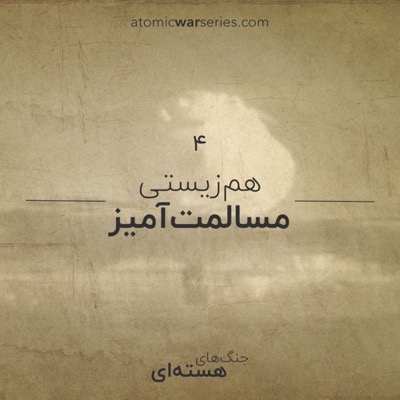 atomicwarseries.com
۴
هم‌زیستی
مسالمت‌آمیز
جنگ‌های
هسته‌ای